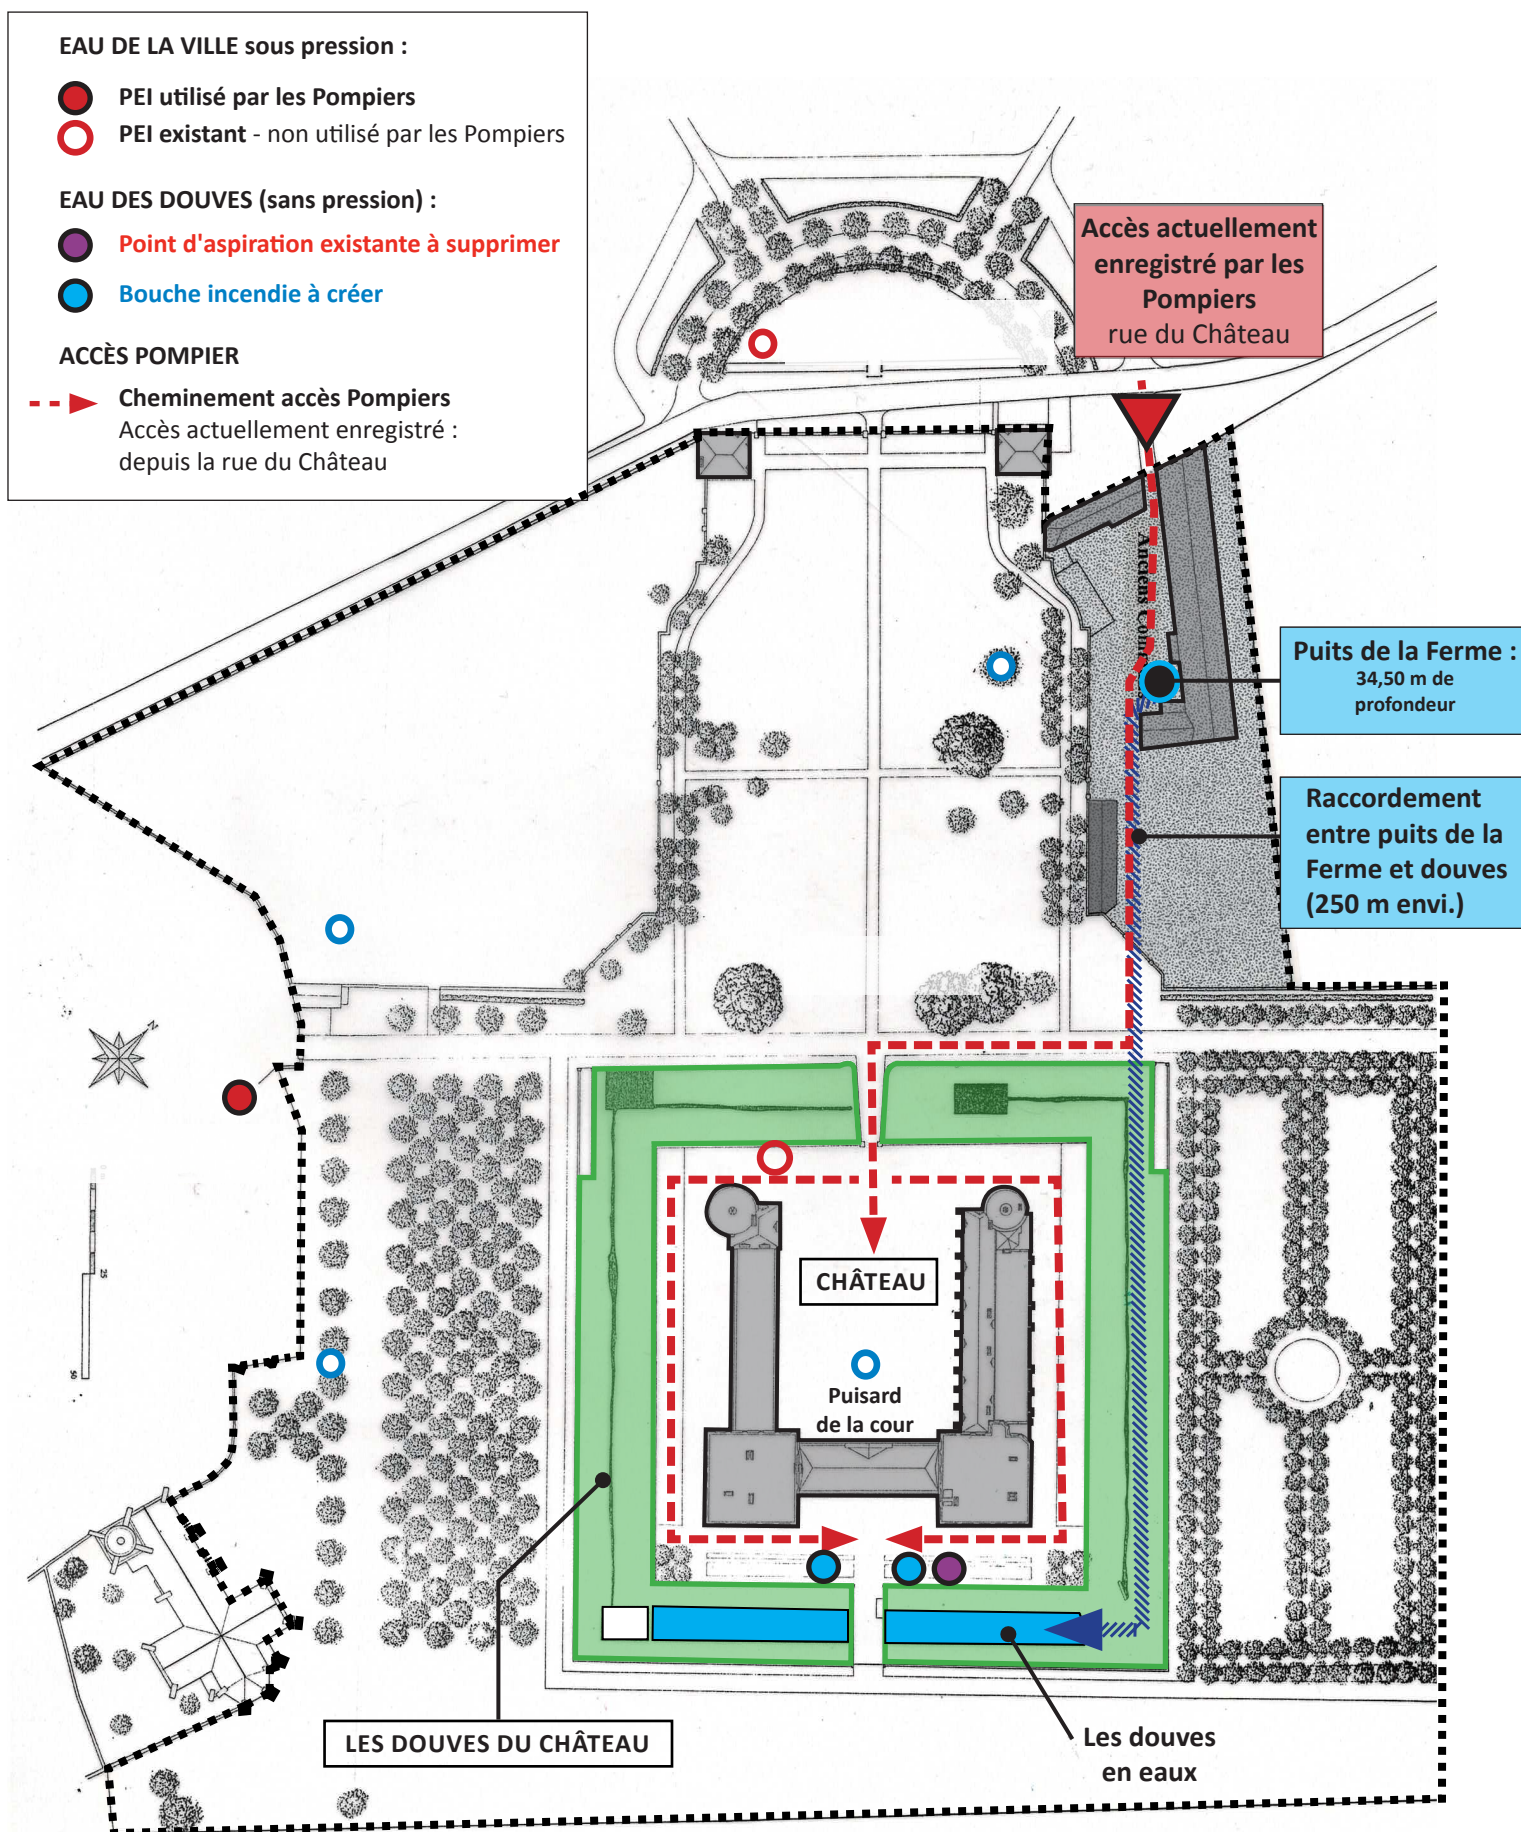 EAU DE LA VILLE sous pression :
PEI utilisé par les Pompiers
PEI existant - non utilisé par les Pompiers
EAU DES DOUVES (sans pression) :
Point d'aspiration existante à supprimer
Bouche incendie à créer
ACCÈS POMPIER
Cheminement accès Pompiers
Accès actuellement enregistré :
depuis la rue du Château
Accès actuellement
enregistré par les
Pompiers
rue du Château
Anciens
Puits de la Ferme :
34,50 m de
profondeur
Raccordement
entre puits de la
Ferme et douves
(250 m envi.)
N
25
50
CHÂTEAU
Puisard
de la cour
LES DOUVES DU CHÂTEAU
Les douves
en eaux